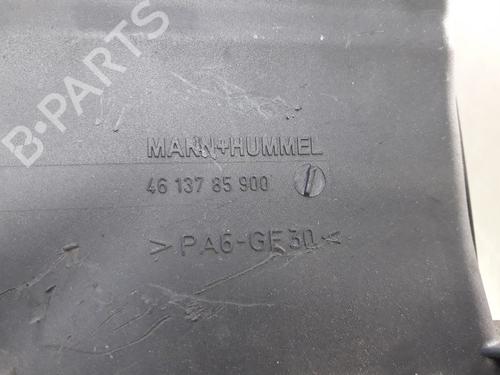 B-PARTS
MANN+HUMMEL
46 137 85 900
>PA6-GF30<